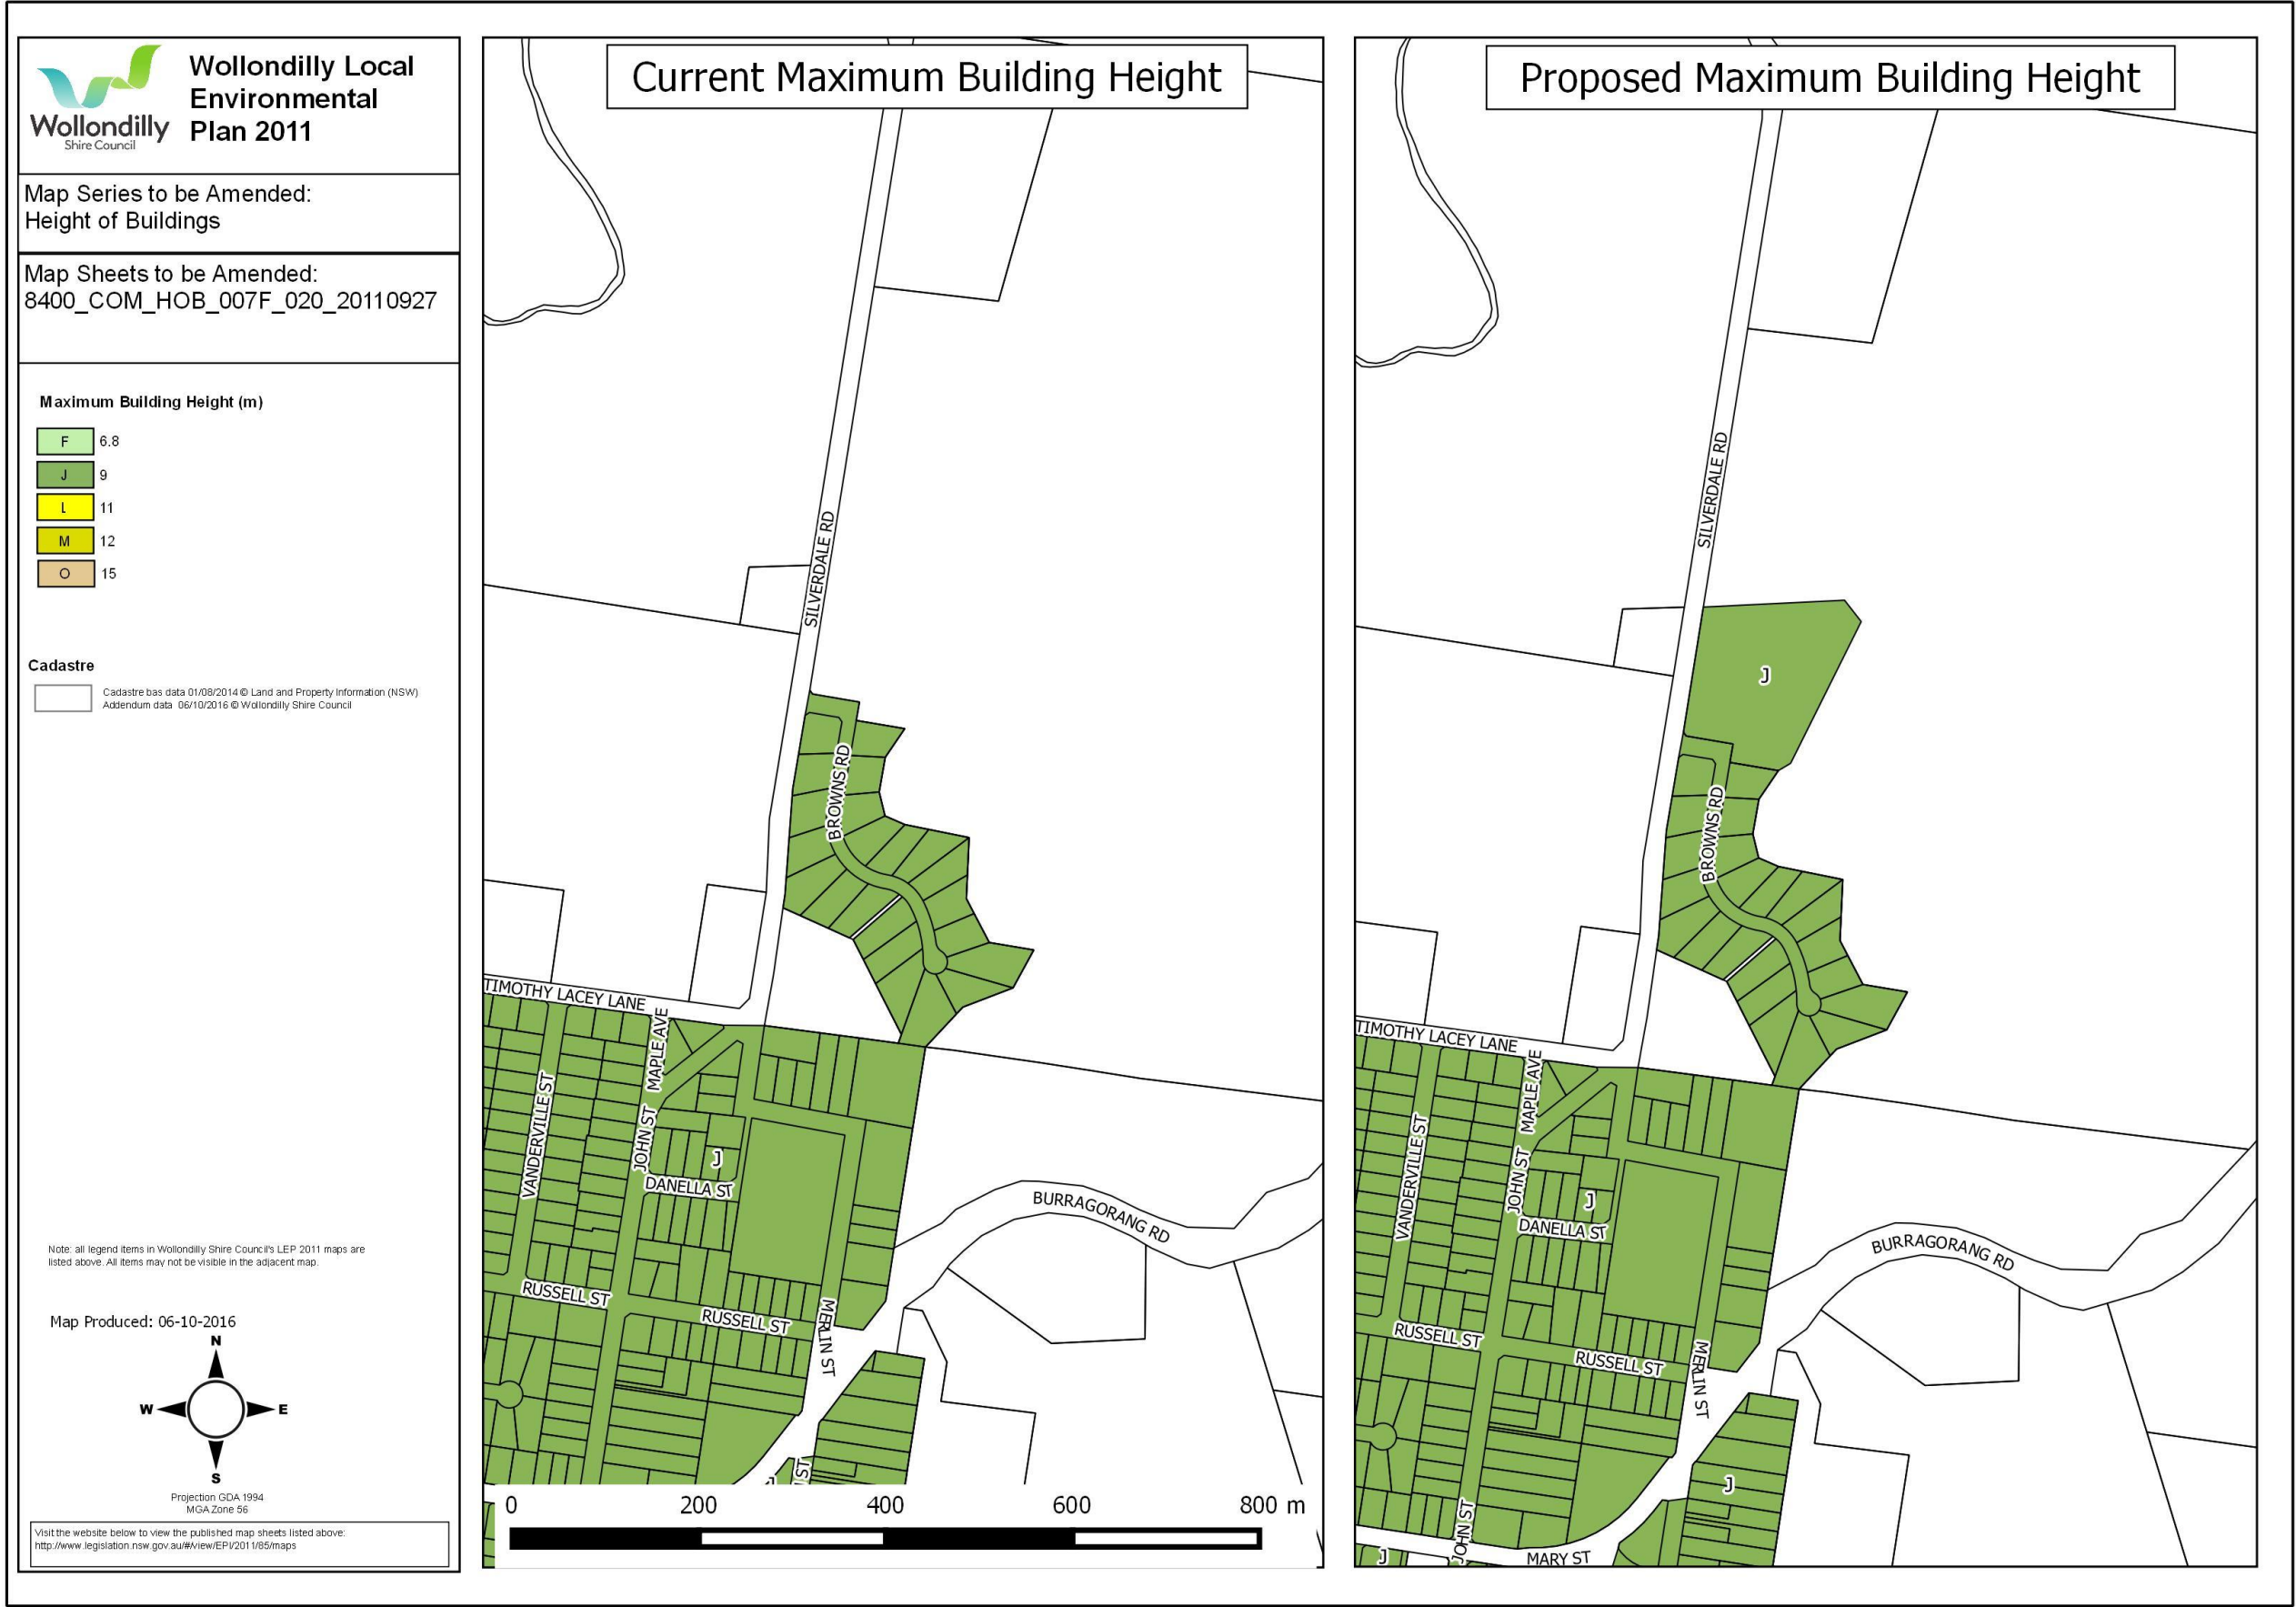 Wollondilly
Shire Council
Wollondilly Local
Environmental
Plan 2011
Map Series to be Amended:
Height of Buildings
Map Sheets to be Amended:
8400_COM_HOB_007F_020_20110927
Maximum Building Height (m)
F 6.8
J 9
L 11
M 12
O 15
Cadastre
Cadastre bas data 01/08/2014 © Land and Property Information (NSW)
Addendum data 06/10/2016 © Wollondilly Shire Council
Note: all legend items in Wollondilly Shire Council's LEP 2011 maps are
listed above. All items may not be visible in the adjacent map.
Map Produced: 06-10-2016
N
W E
S
Projection GDA 1994
MGA Zone 56
Visit the website below to view the published map sheets listed above:
http://www.legislation.nsw.gov.au/#/view/EPI/2011/85/maps
Current Maximum Building Height
SILVERDALE RD
BROWNS RD
TIMOTHY LACEY LANE
MAPLE AVE
VANDERVILLE ST
JOHN ST
J
DANELLA ST
BURRAGORANG RD
RUSSELL ST
RUSSELL ST
MERLIN ST
ST
0 200 400 600 800 m
Proposed Maximum Building Height
SILVERDALE RD
J
BROWNS RD
TIMOTHY LACEY LANE
MAPLE AVE
VANDERVILLE ST
JOHN ST
J
DANELLA ST
BURRAGORANG RD
RUSSELL ST
RUSSELL ST
MERLIN ST
J
JOHN ST
J
MARY ST